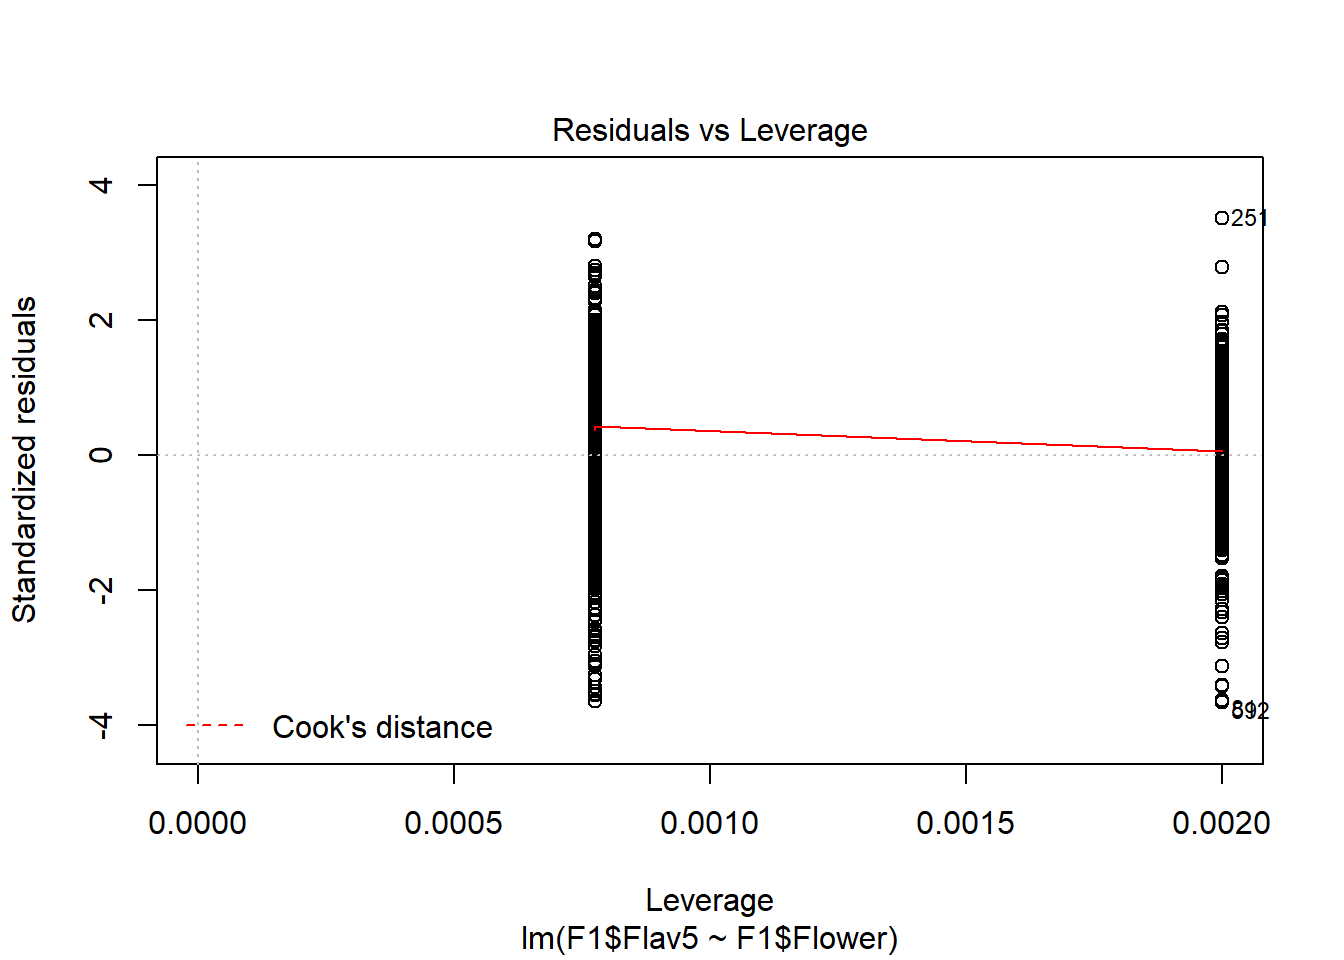 Residuals vs Leverage
Standardized residuals
4
2
0
-2
-4
251
Cook's distance
0.0000 0.0005 0.0010 0.0015 0.0020
Leverage
lm(F1$Flav5 ~ F1$Flower)